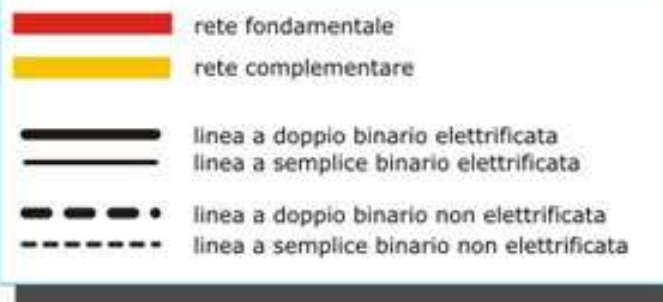 rete fondamentale
rete complementare
linea a doppio binario elettrificata
linea a semplice binario elettrificata
linea a doppio binario non elettrificata
linea a semplice binario non elettrificata